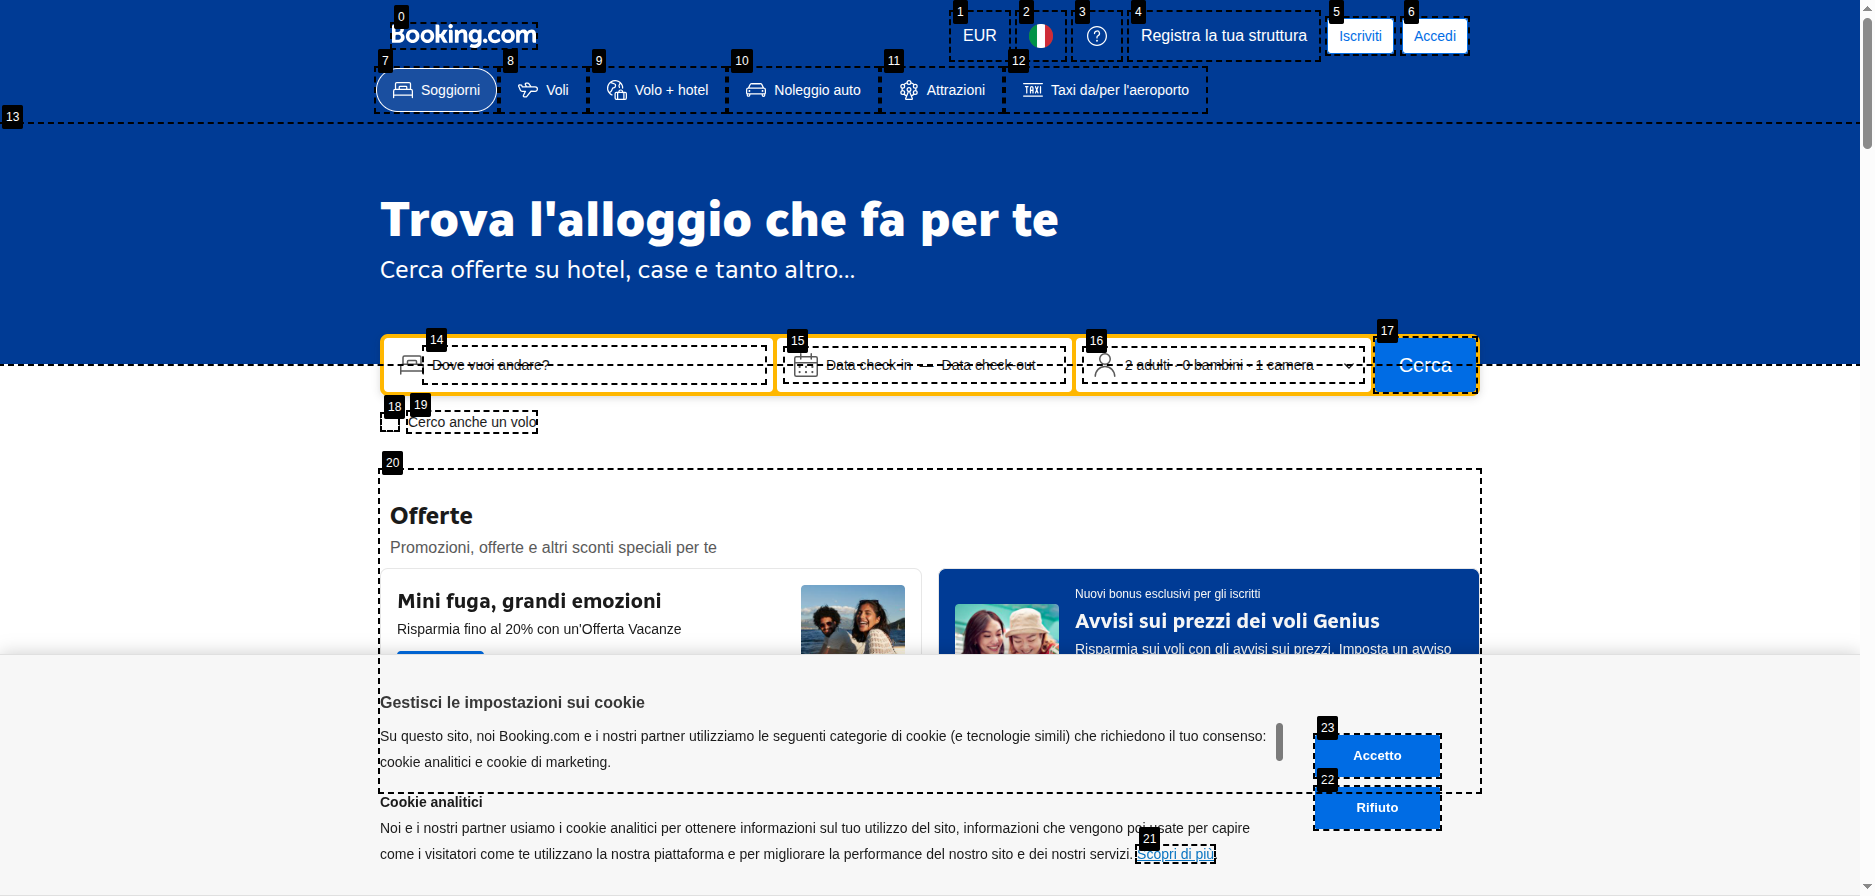 Booking.com
EUR
Registra la tua struttura
Iscriviti
Accedi
Soggiorni
Voli
Volo + hotel
Noleggio auto
Attrazioni
Taxi da/per l'aeroporto
Trova l'alloggio che fa per te
Cerca offerte su hotel, case e tanto altro...
Dove vuoi andare?
Data check-in — Data check-out
2 adulti · 0 bambini · 1 camera
Cerca
Cerco anche un volo
Offerte
Promozioni, offerte e altri sconti speciali per te
Mini fuga, grandi emozioni
Risparmia fino al 20% con un'Offerta Vacanze
Nuovi bonus esclusivi per gli iscritti
Avvisi sui prezzi dei voli Genius
Risparmia sui voli con gli avvisi sui prezzi. Imposta un avviso
Gestisci le impostazioni sui cookie
Su questo sito, noi Booking.com e i nostri partner utilizziamo le seguenti categorie di cookie (e tecnologie simili) che richiedono il tuo consenso:
cookie analitici e cookie di marketing.
Cookie analitici
Noi e i nostri partner usiamo i cookie analitici per ottenere informazioni sul tuo utilizzo del sito, informazioni che vengono poi usate per capire
come i visitatori come te utilizzano la nostra piattaforma e per migliorare la performance del nostro sito e dei nostri servizi. Scopri di più
Accetto
Rifiuto
0
1
2
3
4
5
6
7
8
9
10
11
12
13
14
15
16
17
18
19
20
21
22
23
TAXI